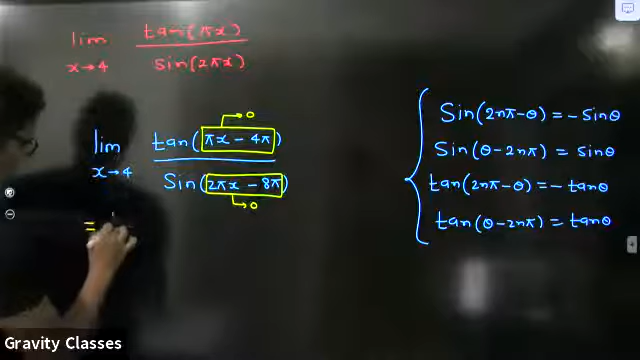 lim tan(πx)
x→4 sin(2πx)
→0
lim tan(πx - 4π)
x→4 Sin(2πx - 8π)
→0
=
Sin(2nπ-θ) = -Sinθ
Sin(θ-2nπ) = sinθ
tan(2nπ-θ) = - tanθ
tan(θ-2nπ) = tanθ
Gravity Classes